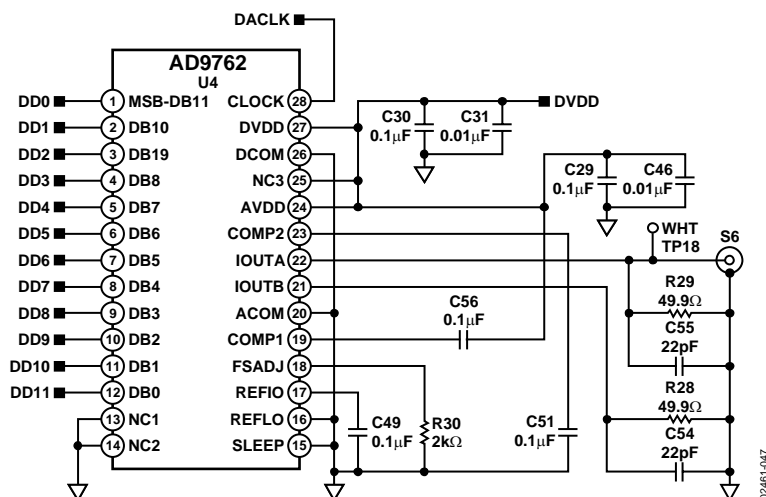 DACLK
AD9762
U4
DD0 1 MSB-DB11 CLOCK 28
DD1 2 DB10 DVDD 27
DD2 3 DB19 DCOM 26
DD3 4 DB8 NC3 25
DD4 5 DB7 AVDD 24
DD5 6 DB6 COMP2 23
DD6 7 DB5 IOUTA 22
DD7 8 DB4 IOUTB 21
DD8 9 DB3 ACOM 20
DD9 10 DB2 COMP1 19
DD10 11 DB1 FSADJ 18
DD11 12 DB0 REFIO 17
13 NC1 REFLO 16
14 NC2 SLEEP 15
DVDD
C30
0.1µF
C31
0.01µF
C29
0.1µF
C46
0.01µF
WHT
TP18
S6
R29
49.9Ω
C55
22pF
C56
0.1µF
R28
49.9Ω
C54
22pF
C49
0.1µF
R30
2kΩ
C51
0.1µF
02461-047